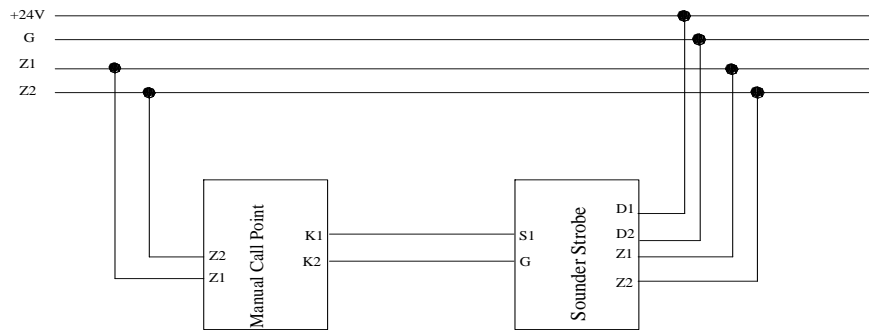 +24V
G
Z1
Z2
Manual Call Point
Z2
Z1
K1
K2
Sounder Strobe
S1
G
D1
D2
Z1
Z2